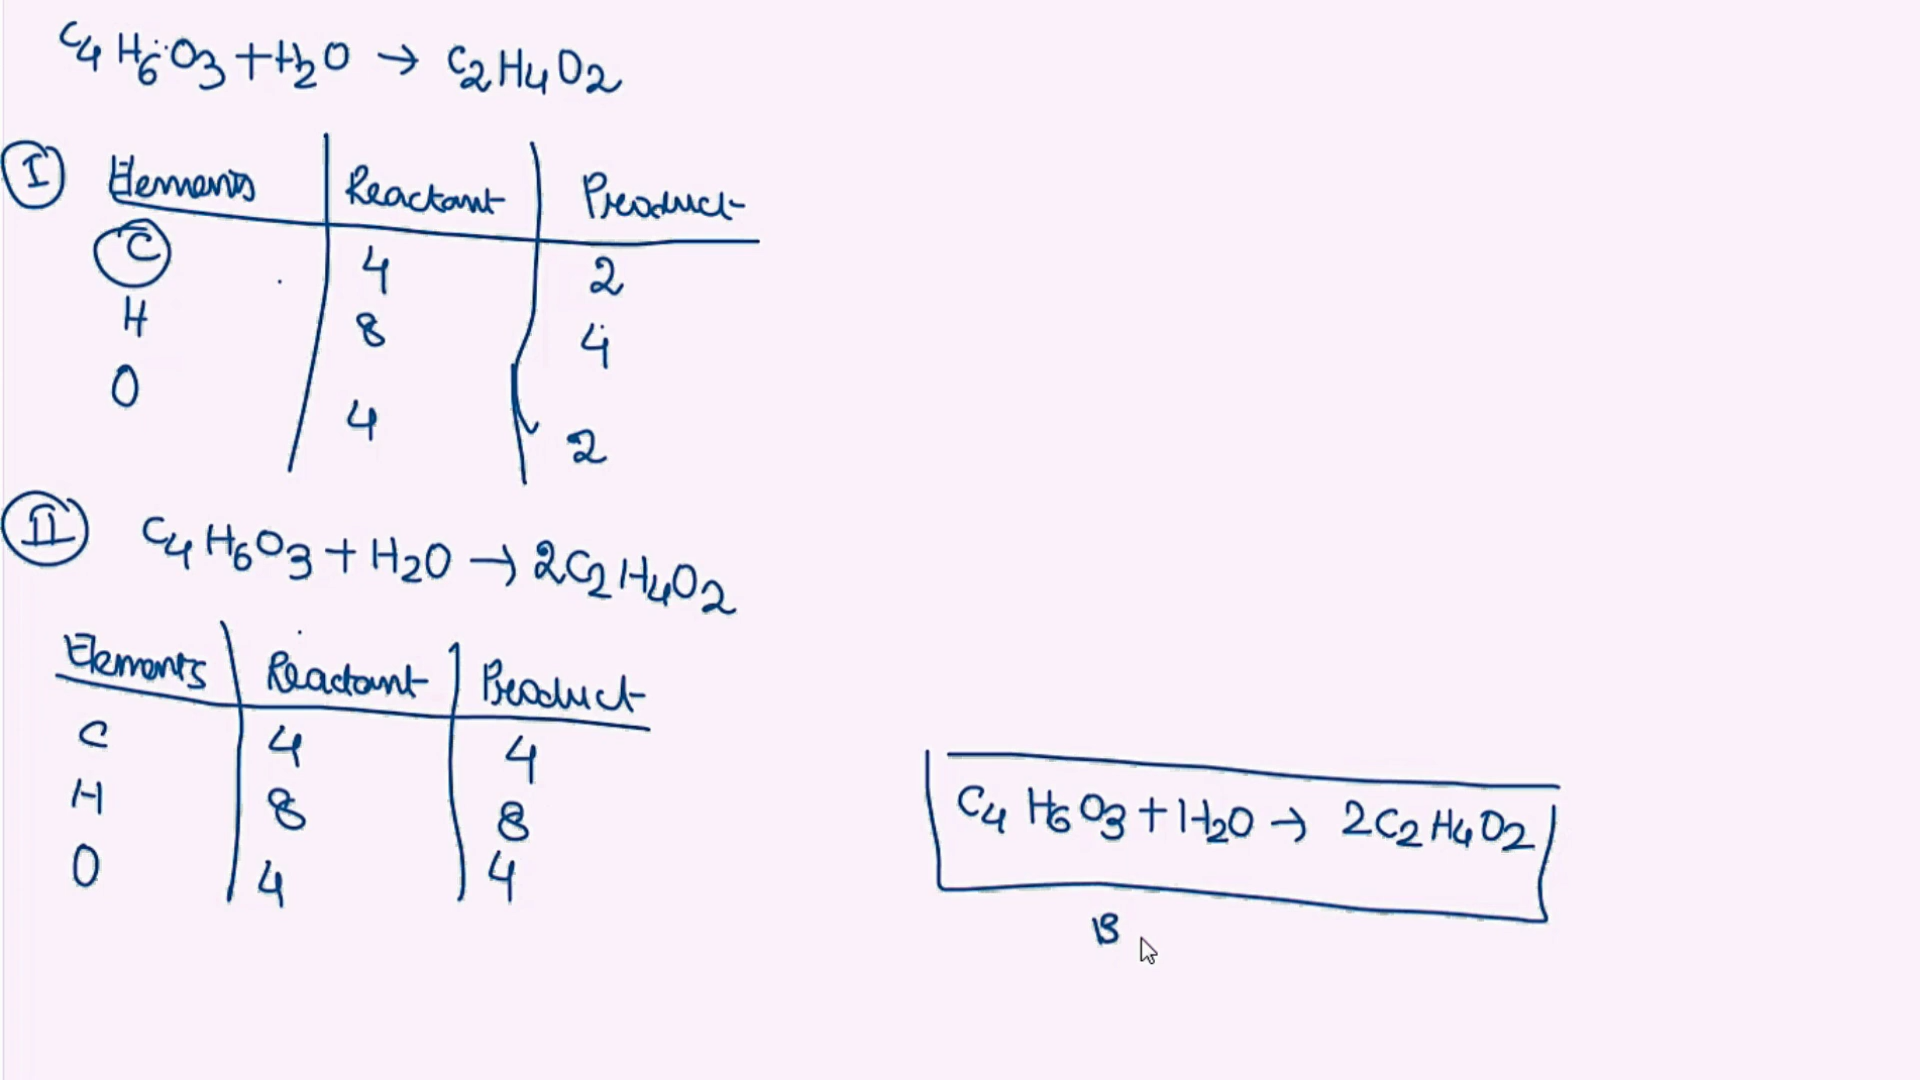 C4H6O3 + H2O → C2H4O2
I Elements Reactant Product
C 4 2
H 8 4
O 4 2
II C4H6O3 + H2O → 2C2H4O2
Elements Reactant Product
C 4 4
H 8 8
O 4 4
C4H6O3 + H2O → 2C2H4O2
B